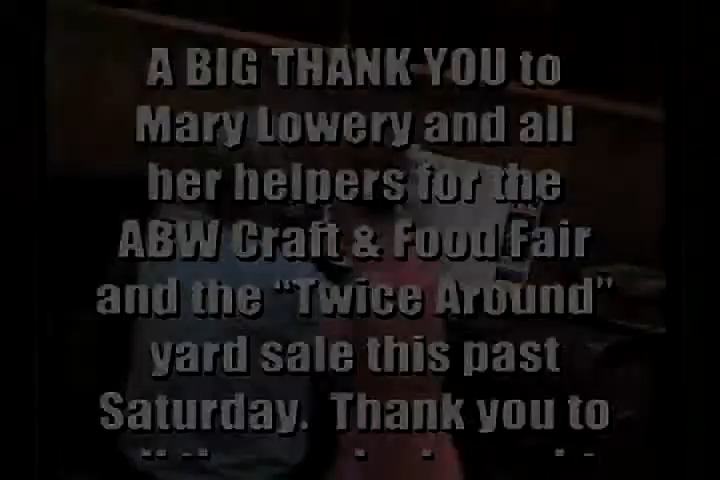 A BIG THANK YOU to
Mary Lowery and all
her helpers for the
ABW Craft & Food Fair
and the “Twice Around”
yard sale this past
Saturday. Thank you to